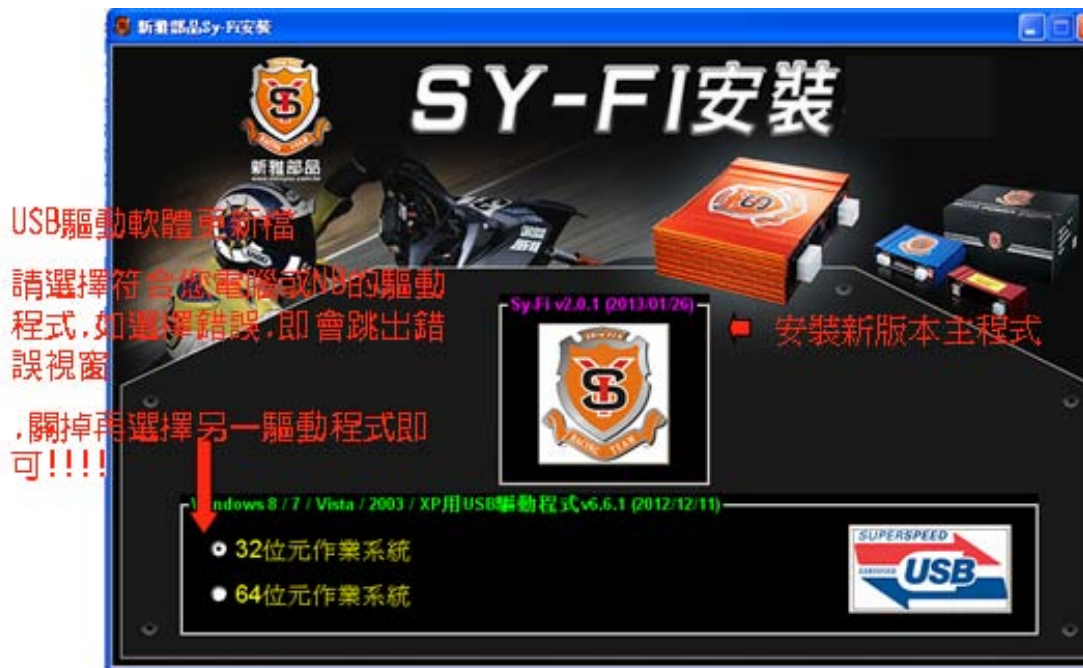 新雅部品Sy-Fi安裝
SY-FI安裝
新雅部品
USB驅動軟體更新檔
請選擇符合您電腦或NB的驅動
程式,如選擇錯誤,即會跳出錯
誤視窗
,關掉再選擇另一驅動程式即
可!!!!
Sy-Fi v2.0.1 (2013/01/26)
安裝新版本主程式
RACING TEAM
Windows 8 / 7 / Vista / 2003 / XP用USB驅動程式v6.6.1 (2012/12/11)
32位元作業系統
64位元作業系統
SUPERSPEED
CERTIFIED
USB